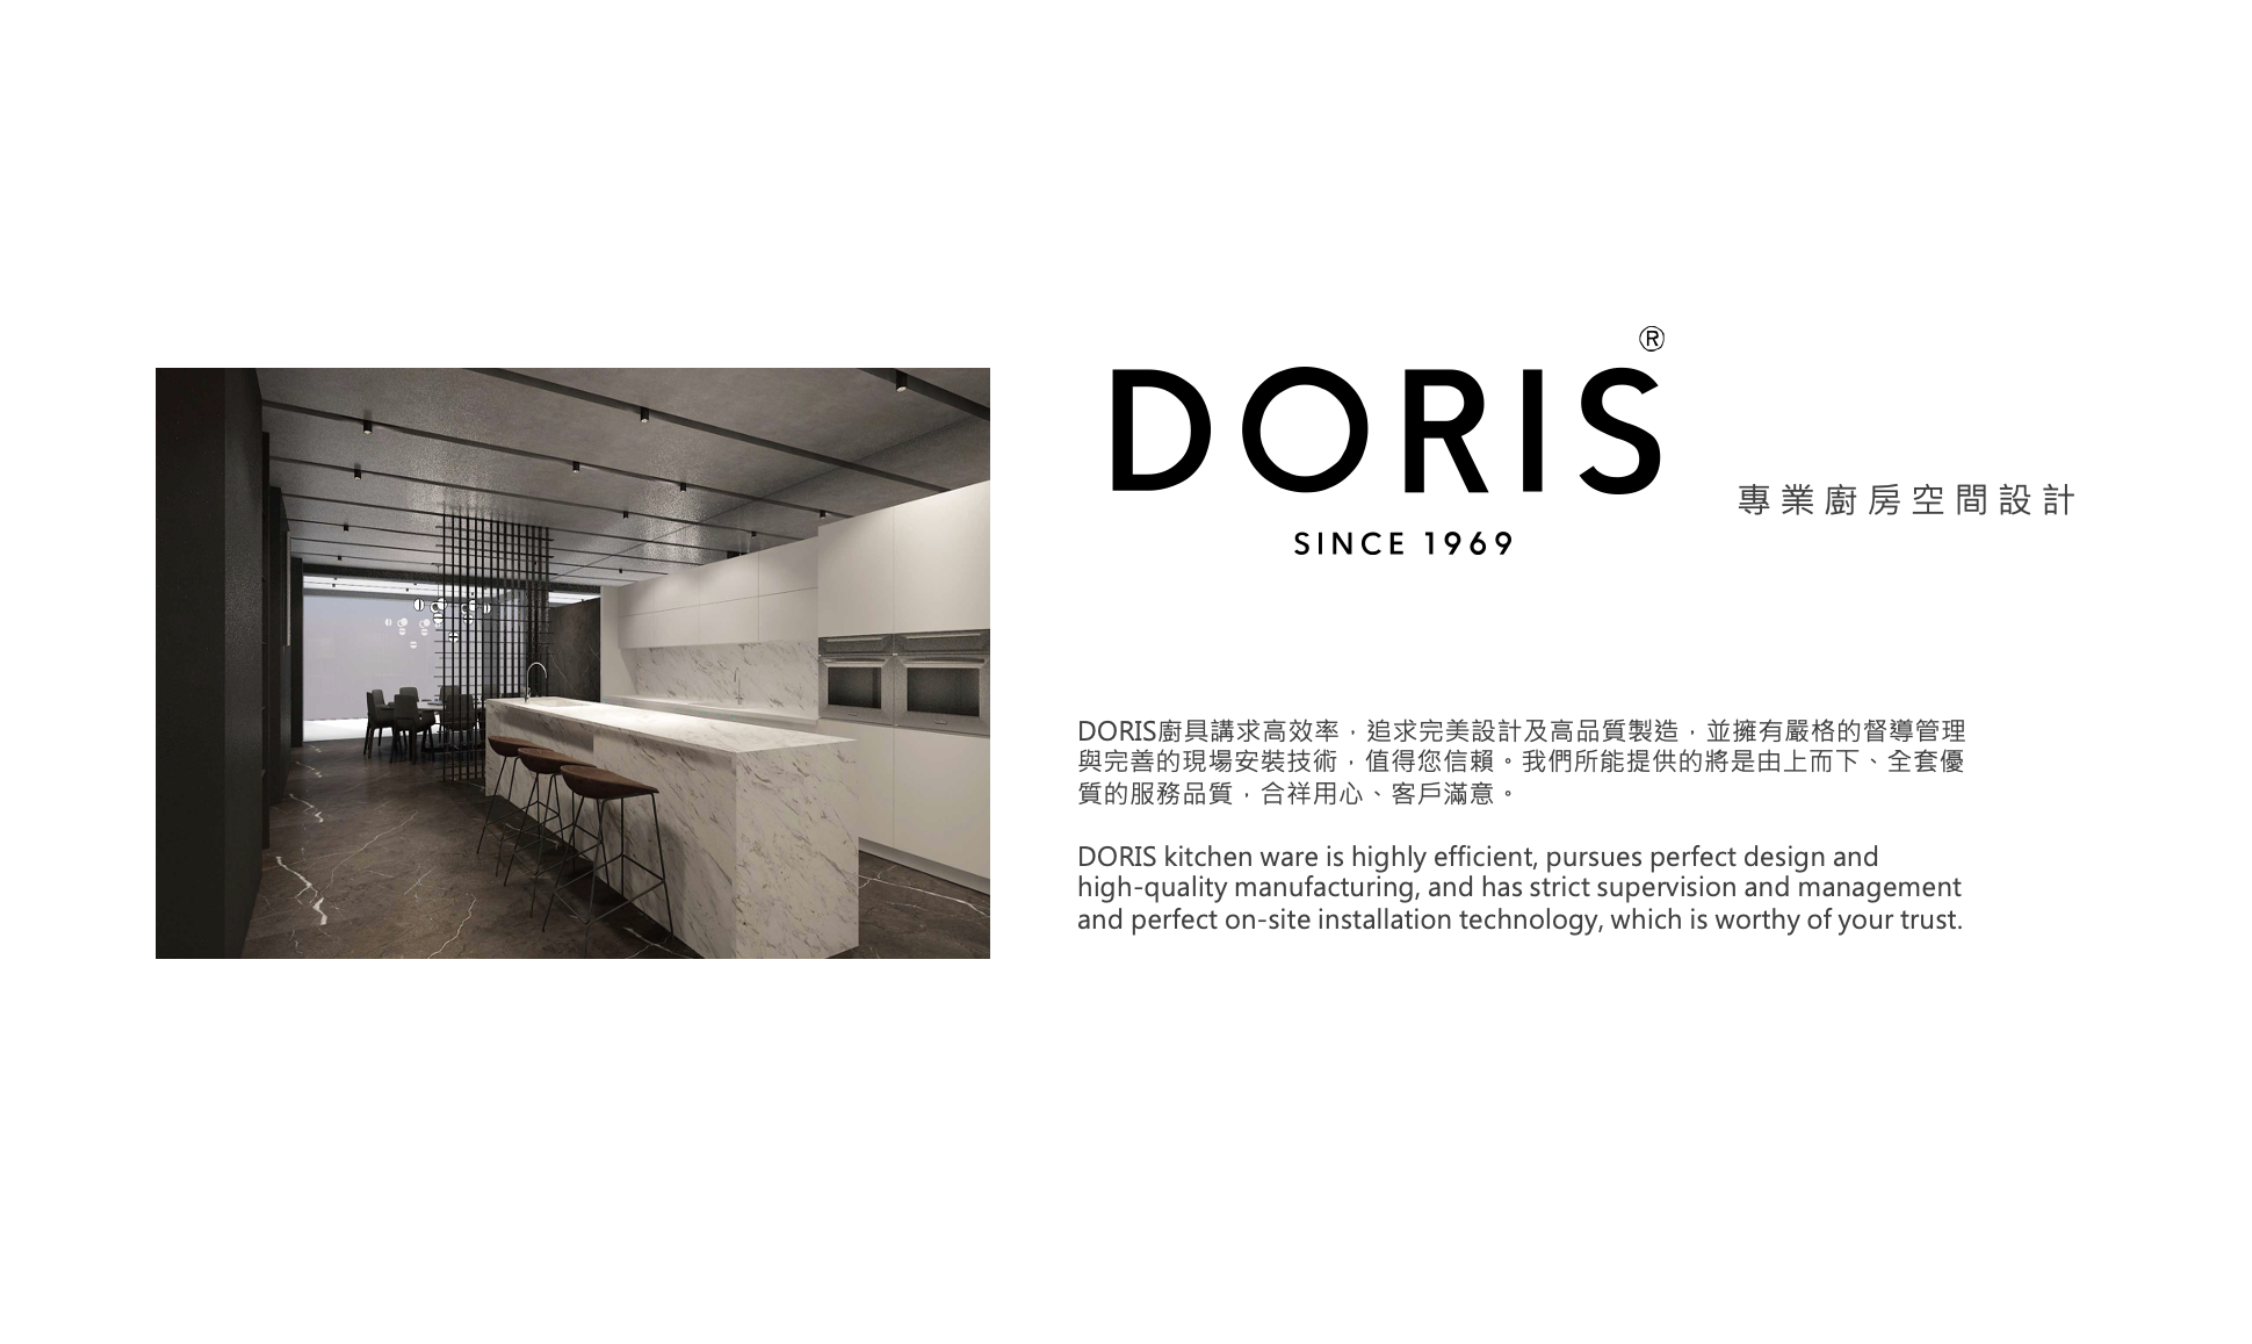 DORIS®
SINCE 1969
專業廚房空間設計
DORIS廚具講求高效率，追求完美設計及高品質製造，並擁有嚴格的督導管理
與完善的現場安裝技術，值得您信賴。我們所能提供的將是由上而下、全套優
質的服務品質，合祥用心、客戶滿意。
DORIS kitchen ware is highly efficient, pursues perfect design and
high-quality manufacturing, and has strict supervision and management
and perfect on-site installation technology, which is worthy of your trust.